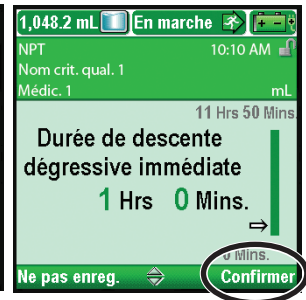 1,048.2 mL En marche
NPT 10:10 AM
Nom crit. qual. 1
Médic. 1 mL
11 Hrs 50 Mins.
Durée de descente
dégressive immédiate
1 Hrs 0 Mins.
0 Mins.
Ne pas enreg. Confirmer